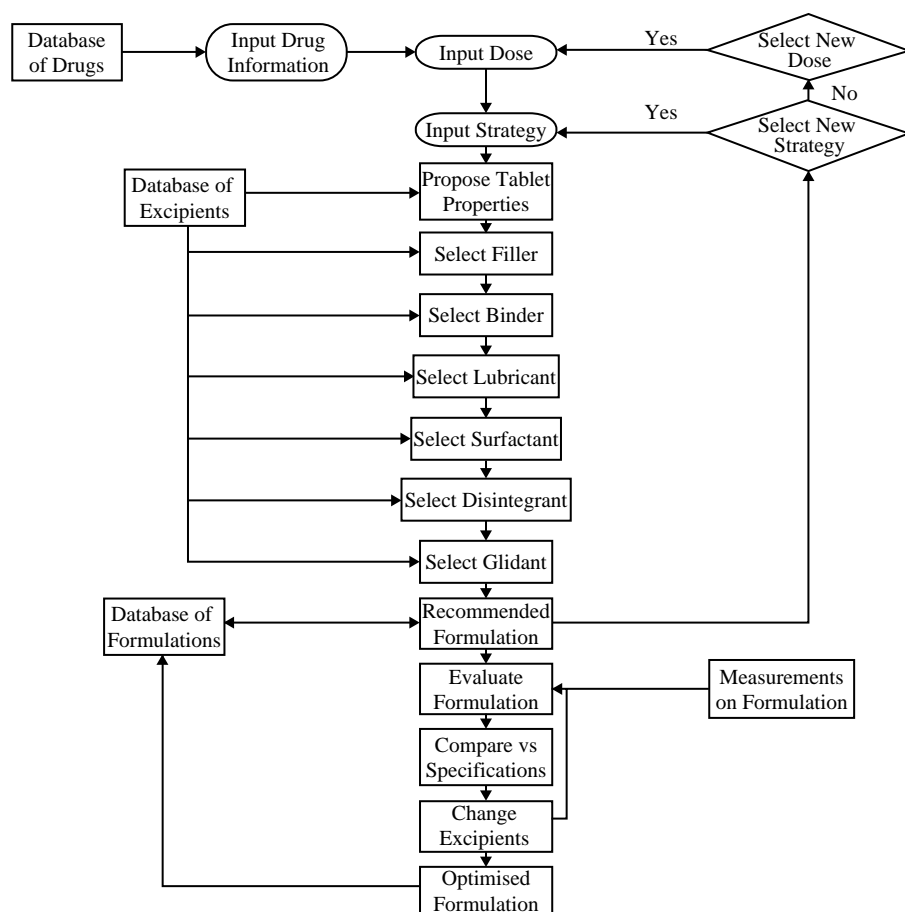 Database
of Drugs
Input Drug
Information
Input Dose
Yes
Select New
Dose
No
Input Strategy
Yes
Select New
Strategy
Database of
Excipients
Propose Tablet
Properties
Select Filler
Select Binder
Select Lubricant
Select Surfactant
Select Disintegrant
Select Glidant
Database of
Formulations
Recommended
Formulation
Evaluate
Formulation
Measurements
on Formulation
Compare vs
Specifications
Change
Excipients
Optimised
Formulation